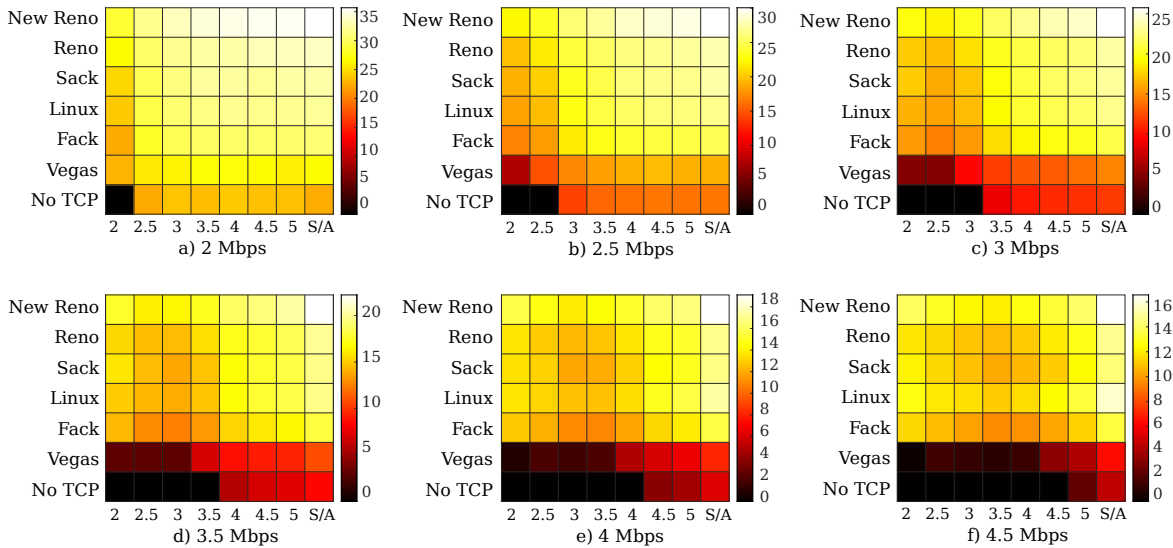 New Reno
Reno
Sack
Linux
Fack
Vegas
No TCP
2 2.5 3 3.5 4 4.5 5 S/A
35
30
25
20
15
10
5
0
a) 2 Mbps
Reno
Sack
Linux
Fack
Vegas
No TCP
New Reno
2 2.5 3 3.5 4 4.5 5 S/A
30
25
20
15
10
5
0
b) 2.5 Mbps
New Reno
Reno
Sack
Linux
Fack
Vegas
No TCP
2 2.5 3 3.5 4 4.5 5 S/A
25
20
15
10
5
0
c) 3 Mbps
New Reno
Reno
Sack
Linux
Fack
Vegas
No TCP
2 2.5 3 3.5 4 4.5 5 S/A
20
15
10
5
0
d) 3.5 Mbps
New Reno
Reno
Sack
Linux
Fack
Vegas
No TCP
2 2.5 3 3.5 4 4.5 5 S/A
18
16
14
12
10
8
6
4
2
0
e) 4 Mbps
New Reno
Reno
Sack
Linux
Fack
Vegas
No TCP
2 2.5 3 3.5 4 4.5 5 S/A
16
14
12
10
8
6
4
2
0
f) 4.5 Mbps